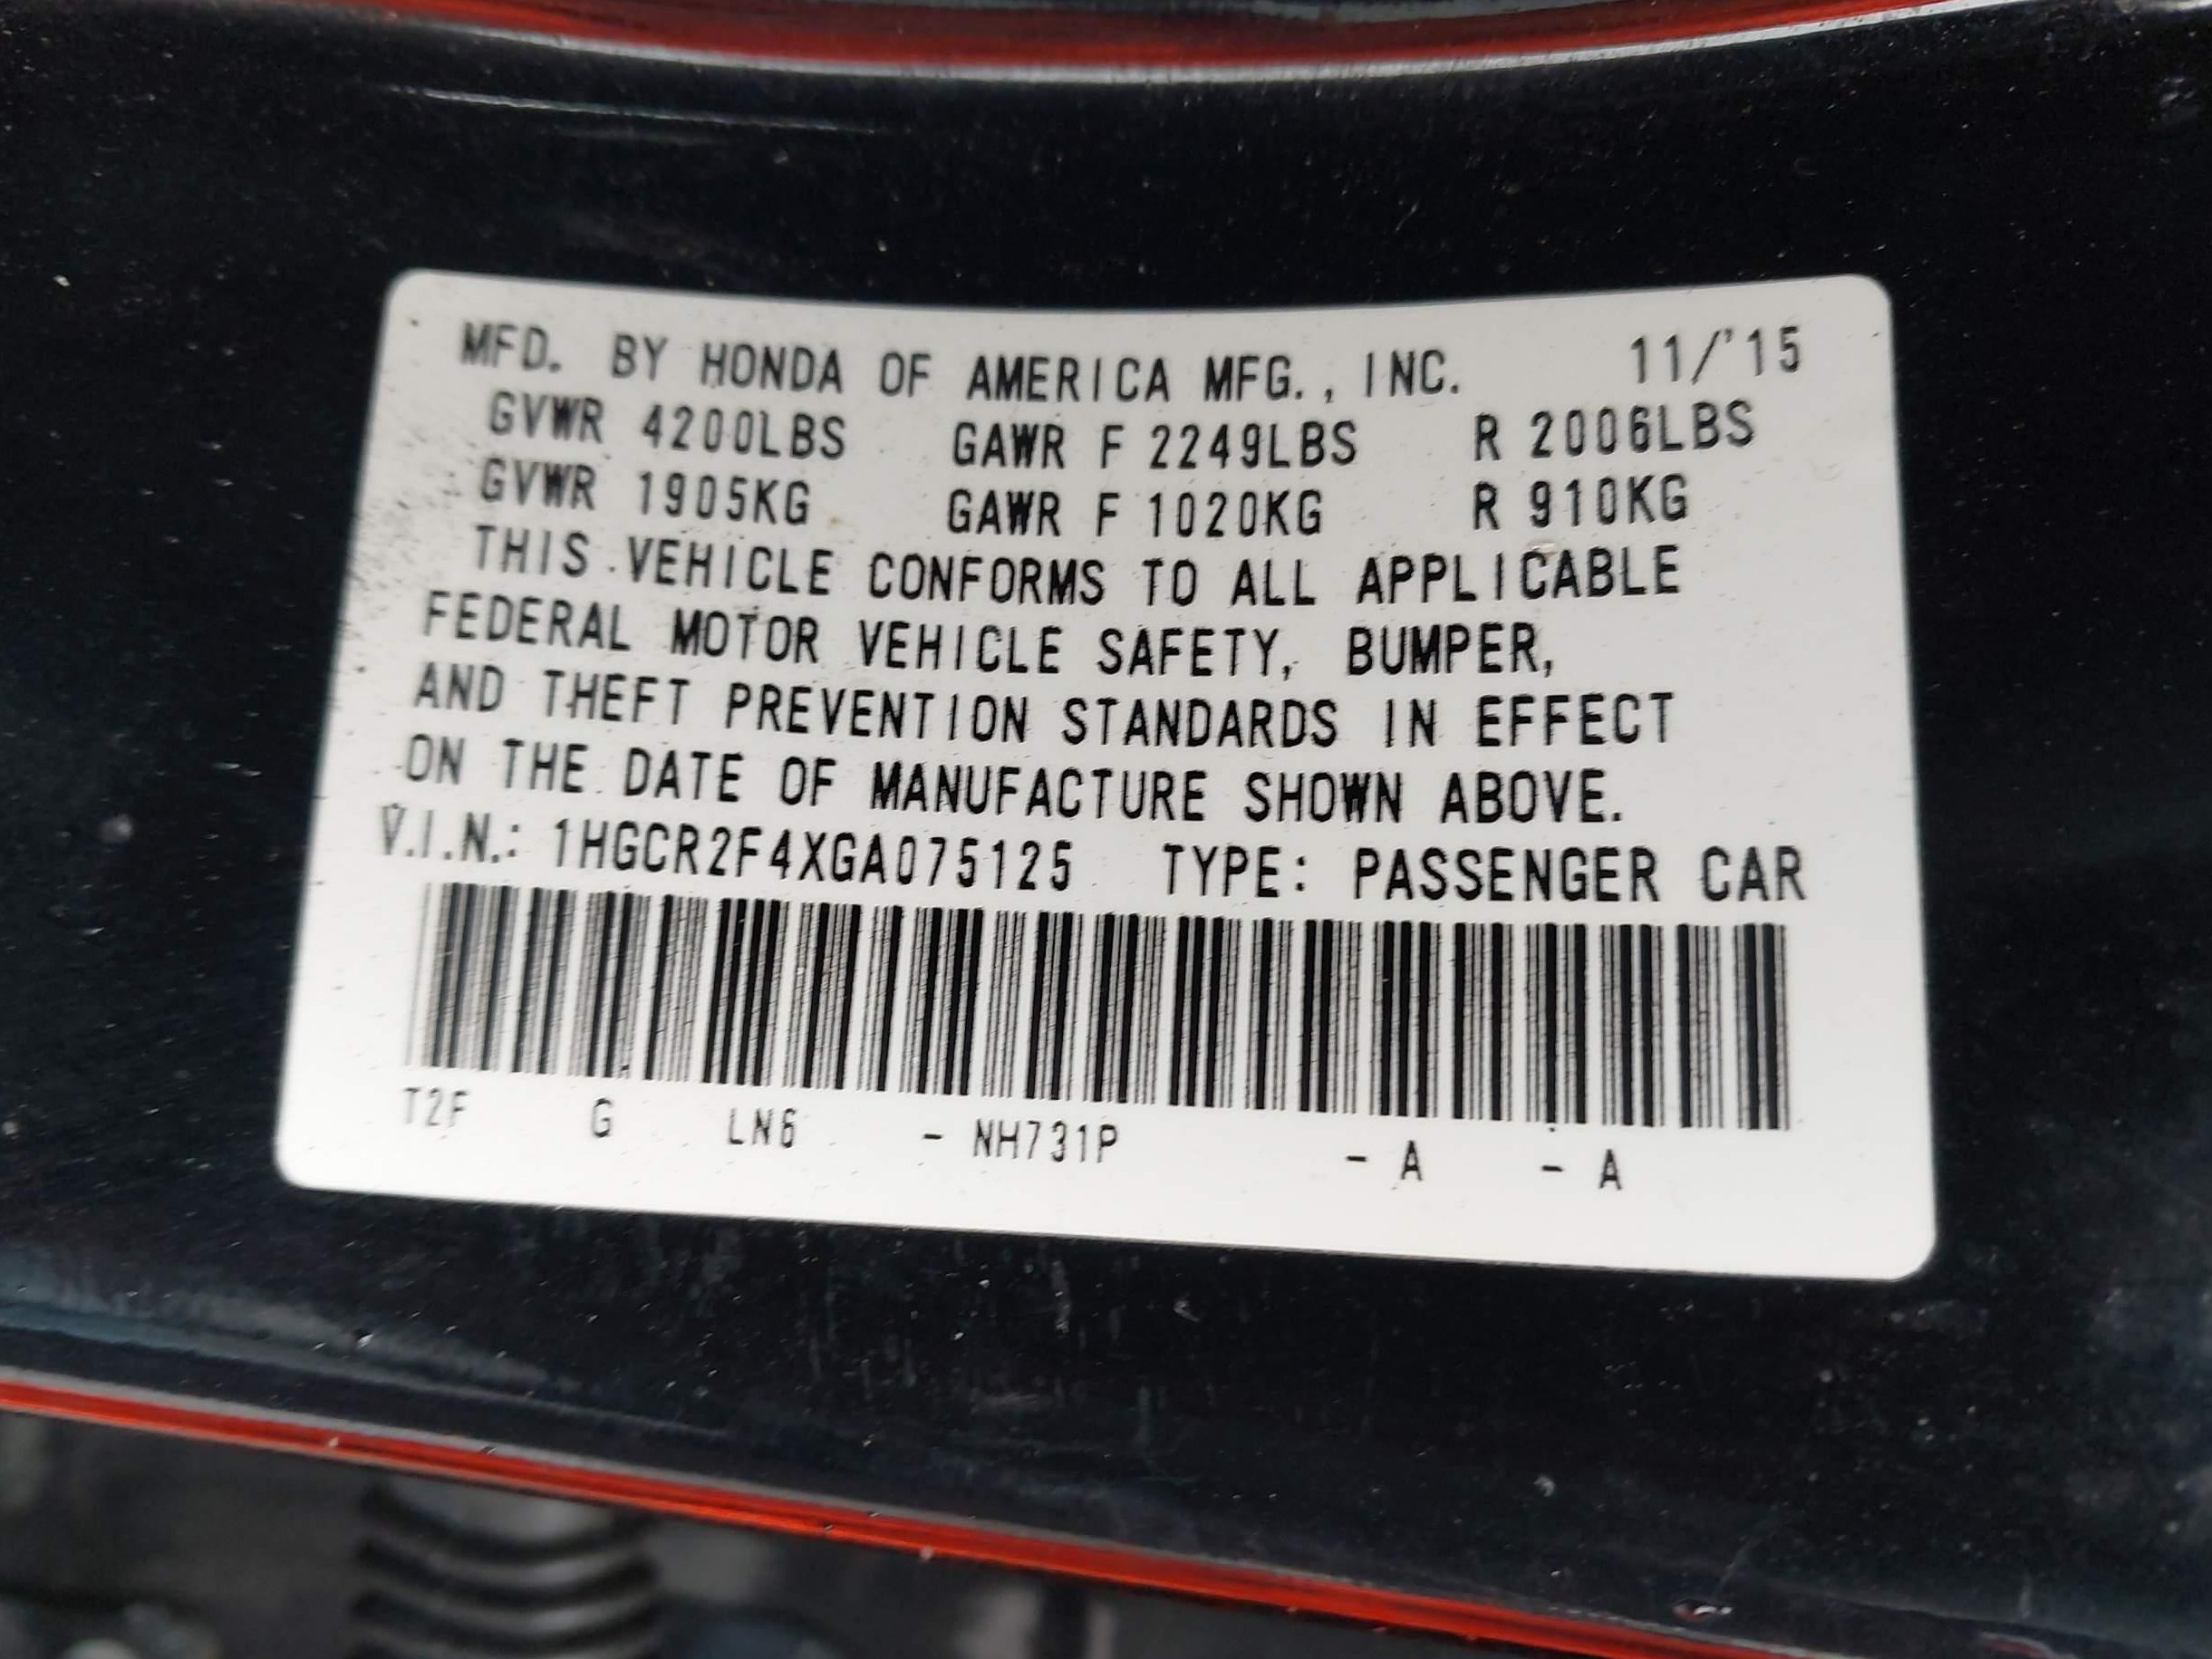 MFD. BY HONDA OF AMERICA MFG., INC. 11/'15
GVWR 4200LBS GAWR F 2249LBS R 2006LBS
GVWR 1905KG GAWR F 1020KG R 910KG
THIS VEHICLE CONFORMS TO ALL APPLICABLE
FEDERAL MOTOR VEHICLE SAFETY, BUMPER,
AND THEFT PREVENTION STANDARDS IN EFFECT
ON THE DATE OF MANUFACTURE SHOWN ABOVE.
V.I.N.: 1HGCR2F4XGA075125 TYPE: PASSENGER CAR
T2F G LN6 - NH731P - A - A